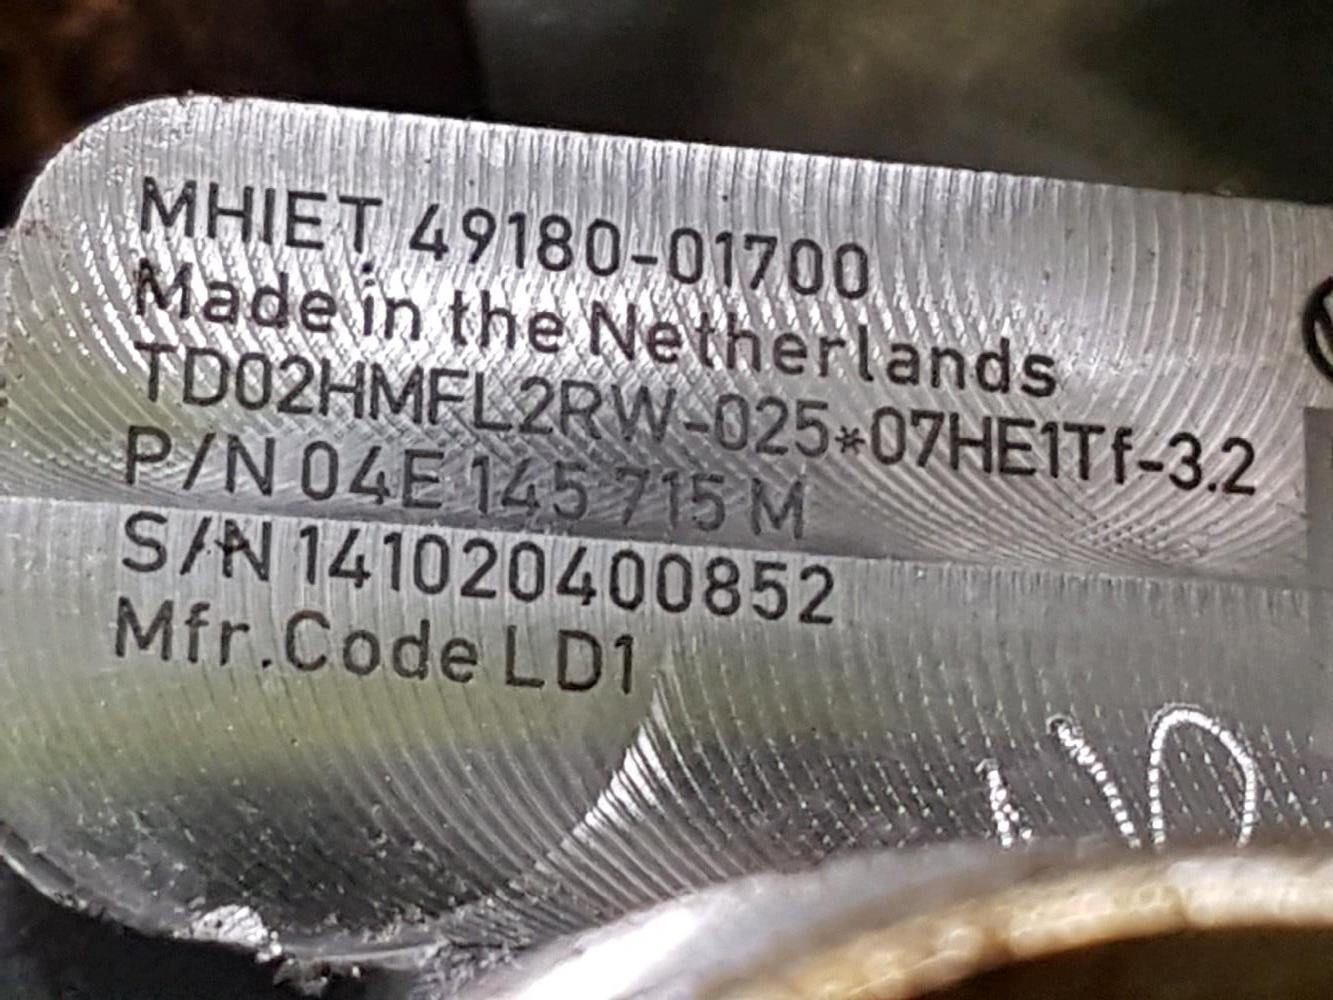 MHIET 49180-01700
Made in the Netherlands
TD02HMFL2RW-025*07HE1Tf-3.2
P/N 04E 145 715 M
S/N 141020400852
Mfr.Code LD1